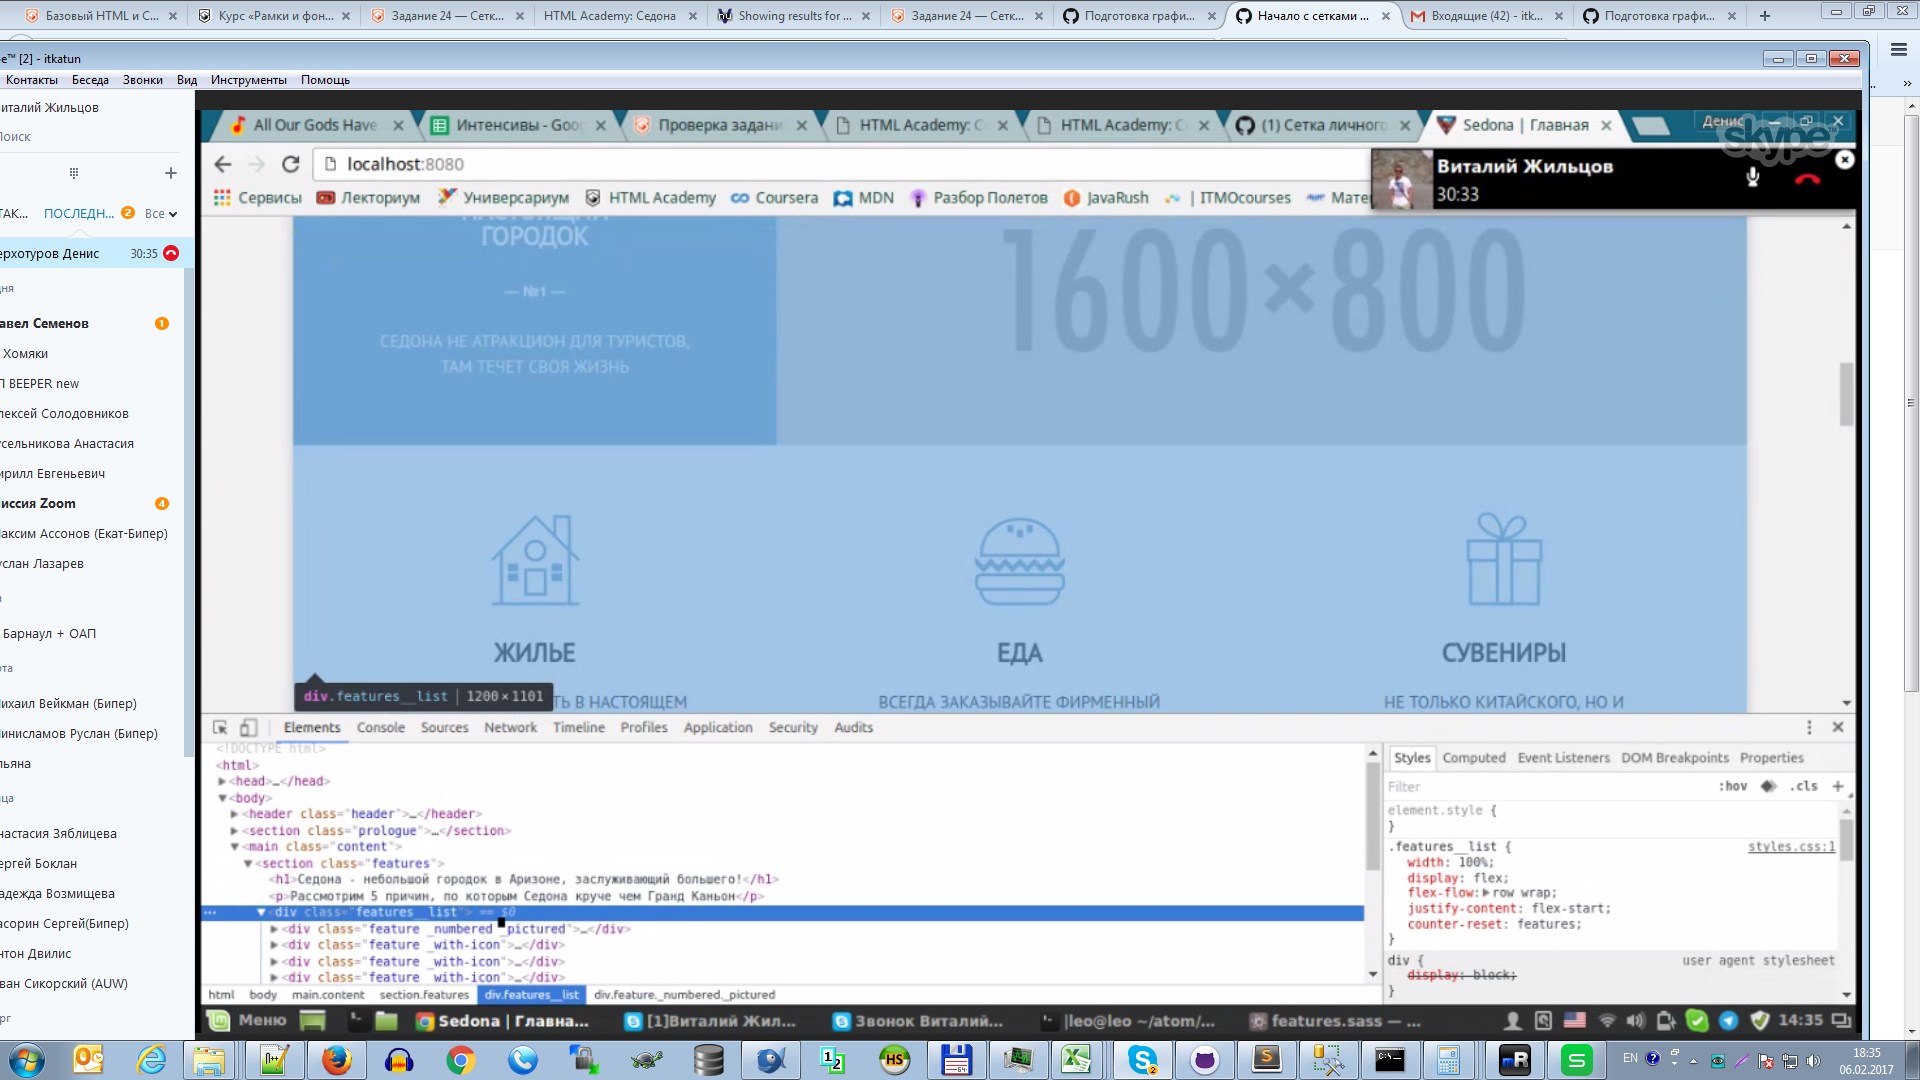 Базовый HTML и C...
Курс «Рамки и фон...
Задание 24 — Сетк...
HTML Academy: Седона
Showing results for ...
Задание 24 — Сетк...
Подготовка графи...
Начало с сетками ...
Входящие (42) - itk...
Подготовка графи...
pe™ [2] - itkatun
Контакты Беседа Звонки Вид Инструменты Помощь
италий Жильцов
Поиск
ТАК... ПОСЛЕДН... 2 Все
ерхотуров Денис 30:35
дня
авел Семенов 1
Хомяки
П BEEPER new
лексей Солодовников
усельникова Анастасия
ирилл Евгеньевич
иссия Zoom 4
аксим Ассонов (Екат-Бипер)
услан Лазарев
а
Барнаул + ОАП
ота
ихаил Вейкман (Бипер)
инисламов Руслан (Бипер)
льяна
ца
настасия Зяблицева
ергей Боклан
адежда Возмищева
асорин Сергей(Бипер)
нтон Двилис
ван Сикорский (AUW)
рг
All Our Gods Have
Интенсивы - Goo
Проверка задани
HTML Academy: С
HTML Academy: С
(1) Сетка личного
Sedona | Главная
Денис
skype™
localhost:8080
Виталий Жильцов
30:33
Сервисы Лекториум Универсариум HTML Academy Coursera MDN Разбор Полетов JavaRush | ITMOcourses Мате
НАСТОЯЩИЙ
ГОРОДОК
— №1 —
СЕДОНА НЕ АТРАКЦИОН ДЛЯ ТУРИСТОВ,
ТАМ ТЕЧЕТ СВОЯ ЖИЗНЬ
1600×800
ЖИЛЬЕ
ЕДА
СУВЕНИРЫ
ТЬ В НАСТОЯЩЕМ
ВСЕГДА ЗАКАЗЫВАЙТЕ ФИРМЕННЫЙ
НЕ ТОЛЬКО КИТАЙСКОГО, НО И
div.features__list | 1200×1101
Elements Console Sources Network Timeline Profiles Application Security Audits
<!DOCTYPE html>
<html>
<head>…</head>
<body>
<header class="header">…</header>
<section class="prologue">…</section>
<main class="content">
<section class="features">
<h1>Седона - небольшой городок в Аризоне, заслуживающий большего!</h1>
<p>Рассмотрим 5 причин, по которым Седона круче чем Гранд Каньон</p>
<div class="features__list"> == $0
<div class="feature _numbered _pictured">…</div>
<div class="feature _with-icon">…</div>
<div class="feature _with-icon">…</div>
<div class="feature _with-icon">…</div>
html body main.content section.features div.features__list div.feature._numbered._pictured
Styles Computed Event Listeners DOM Breakpoints Properties
Filter :hov .cls +
element.style {
}
.features__list { styles.css:1
width: 100%;
display: flex;
flex-flow: row wrap;
justify-content: flex-start;
counter-reset: features;
}
div { user agent stylesheet
display: block;
}
Меню
Sedona | Главна...
[1]Виталий Жил...
Звонок Виталий...
|leo@leo ~/atom/...
features.sass — ...
14:35
EN
18:35
06.02.2017